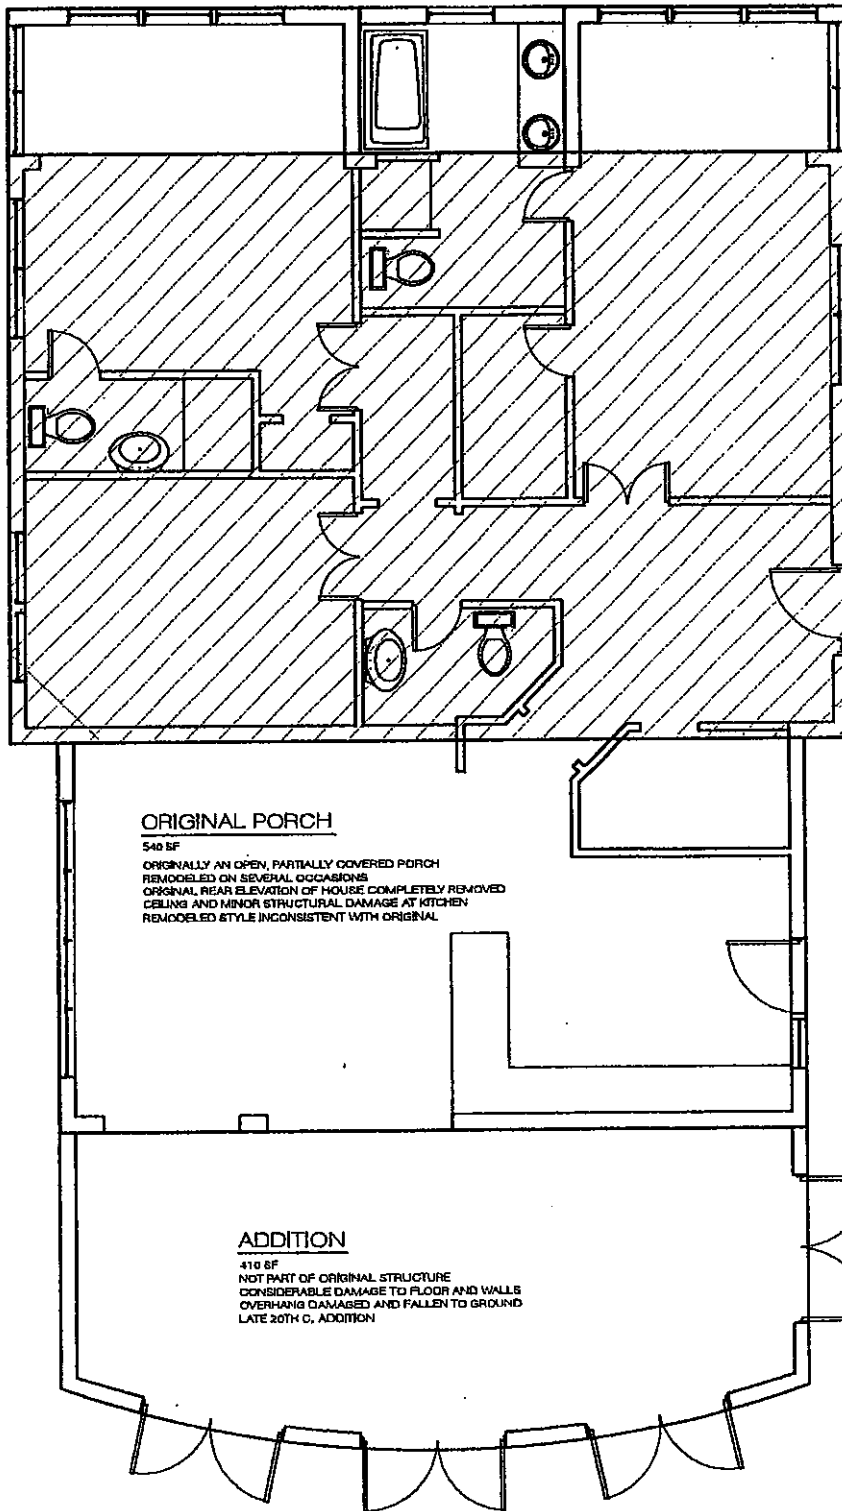 ORIGINAL PORCH
540 SF
ORIGINALLY AN OPEN, PARTIALLY COVERED PORCH
REMODELED ON SEVERAL OCCASIONS
ORIGINAL REAR ELEVATION OF HOUSE COMPLETELY REMOVED
CEILING AND MINOR STRUCTURAL DAMAGE AT KITCHEN
REMODELED STYLE INCONSISTENT WITH ORIGINAL
ADDITION
410 SF
NOT PART OF ORIGINAL STRUCTURE
CONSIDERABLE DAMAGE TO FLOOR AND WALLS
OVERHANG DAMAGED AND FALLEN TO GROUND
LATE 20TH C. ADDITION